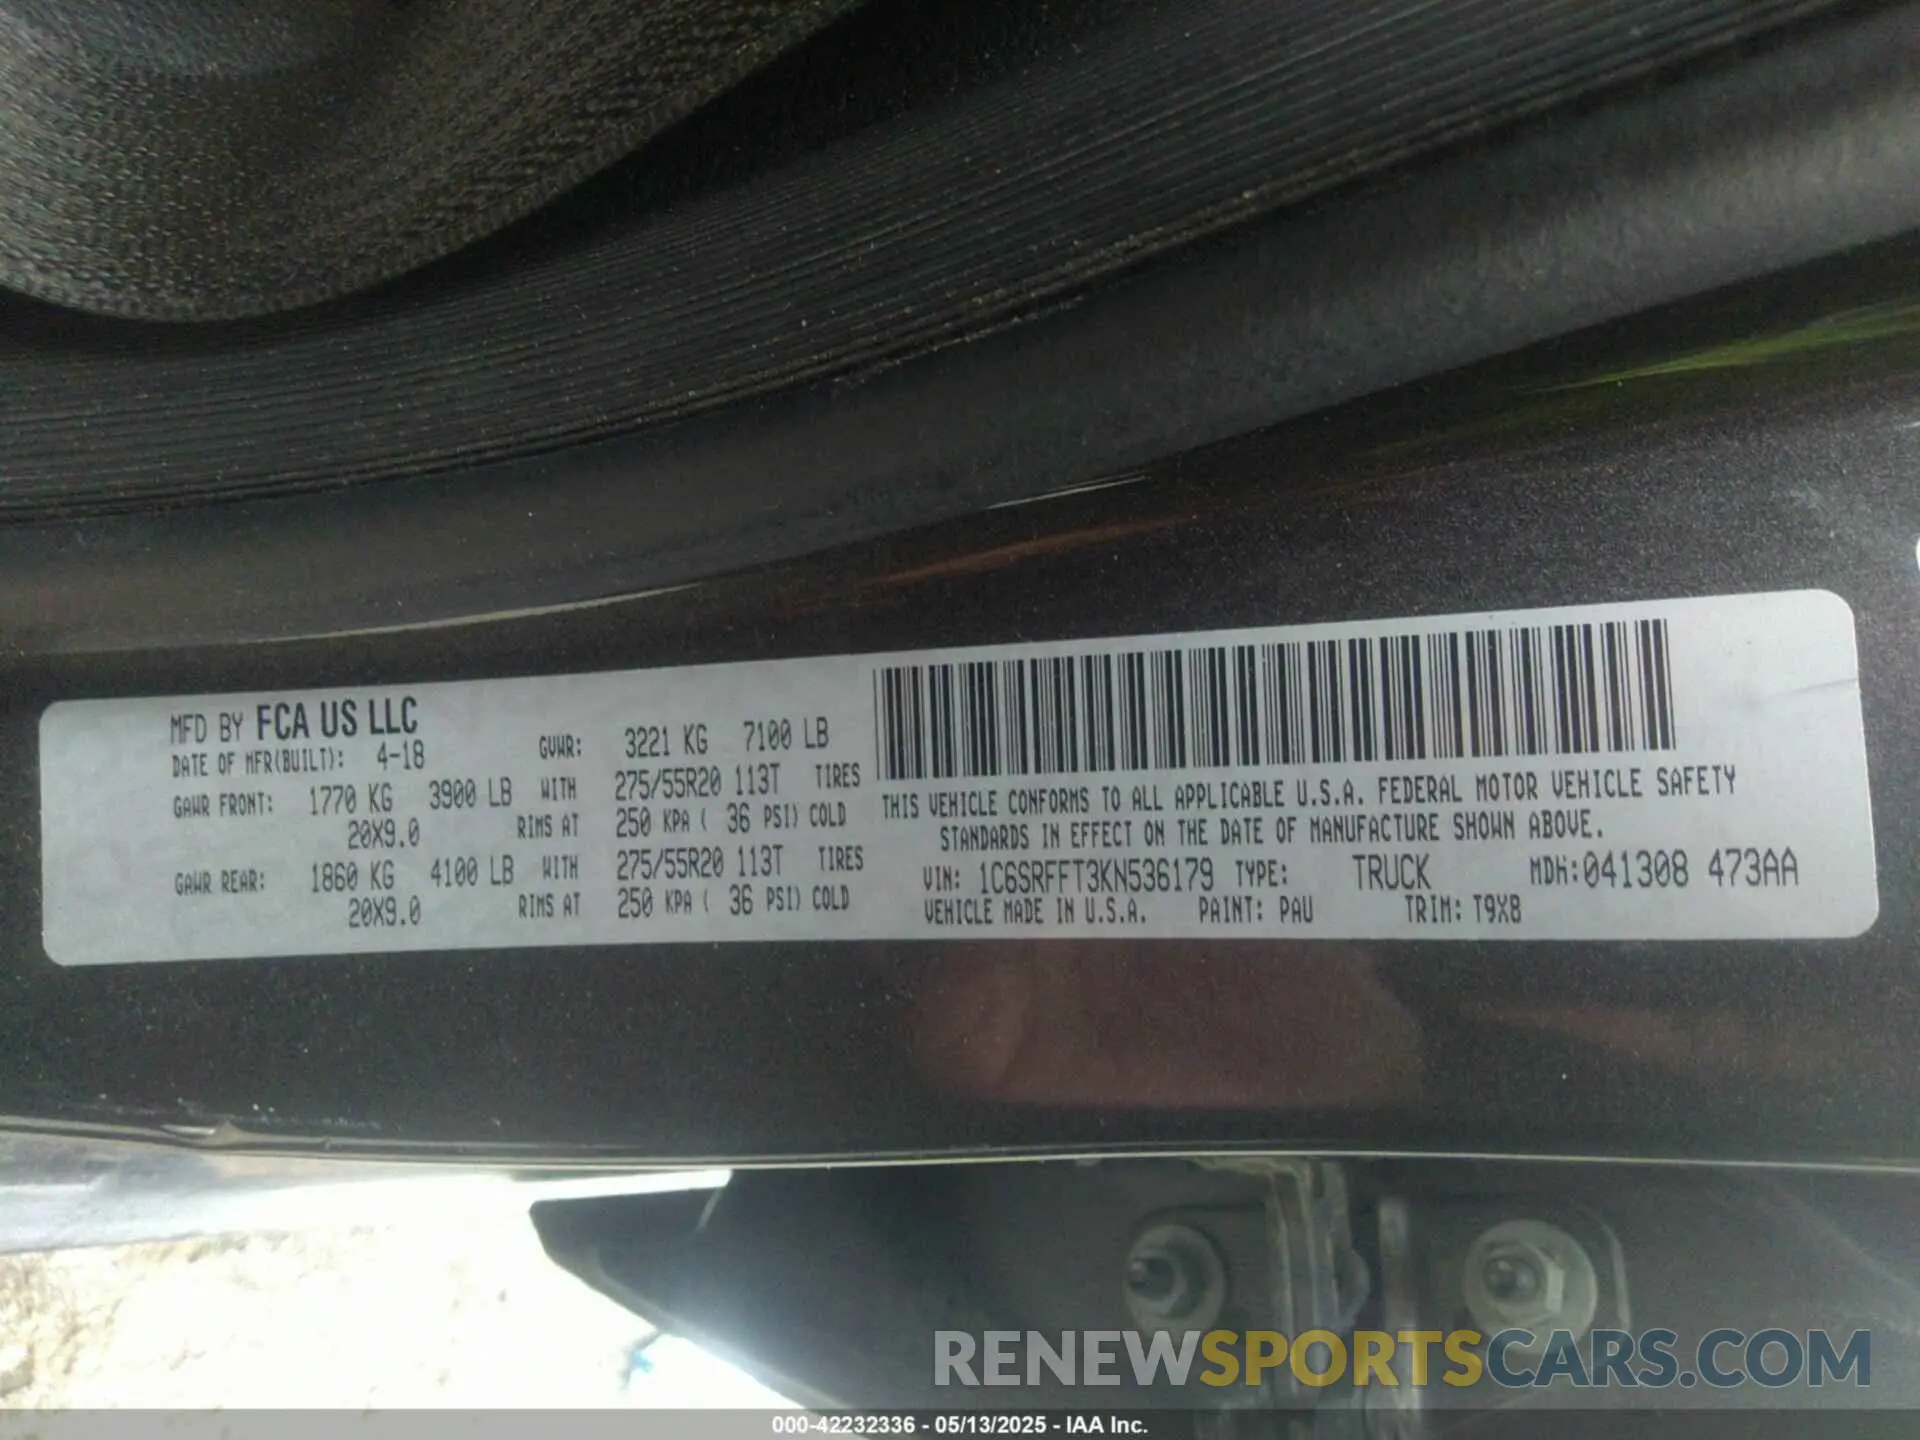 MFD BY FCA US LLC
DATE OF MFR(BUILT): 4-18 GVWR: 3221 KG 7100 LB
GAWR FRONT: 1770 KG 3900 LB WITH 275/55R20 113T TIRES
20X9.0 RIMS AT 250 KPA ( 36 PSI) COLD
GAWR REAR: 1860 KG 4100 LB WITH 275/55R20 113T TIRES
20X9.0 RIMS AT 250 KPA ( 36 PSI) COLD
THIS VEHICLE CONFORMS TO ALL APPLICABLE U.S.A. FEDERAL MOTOR VEHICLE SAFETY
STANDARDS IN EFFECT ON THE DATE OF MANUFACTURE SHOWN ABOVE.
VIN: 1C6SRFFT3KN536179 TYPE: TRUCK MDH:041308 473AA
VEHICLE MADE IN U.S.A. PAINT: PAU TRIM: T9X8
RENEWSPORTSCARS.COM
000-42232336 - 05/13/2025 - IAA Inc.